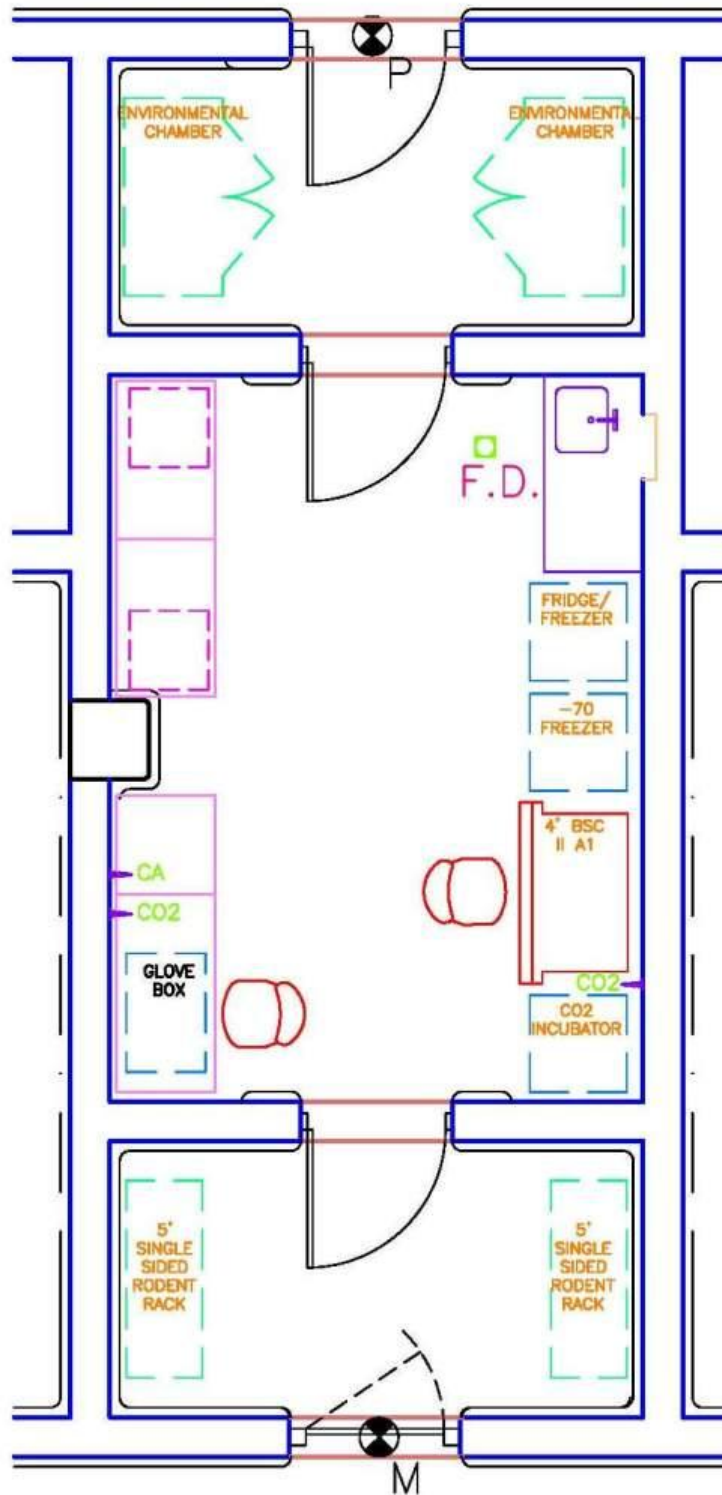 P
ENVIRONMENTAL
CHAMBER
ENVIRONMENTAL
CHAMBER
F.D.
FRIDGE/
FREEZER
-70
FREEZER
4' BSC
II A1
CA
CO2
GLOVE
BOX
CO2
CO2
INCUBATOR
5'
SINGLE
SIDED
RODENT
RACK
5'
SINGLE
SIDED
RODENT
RACK
M